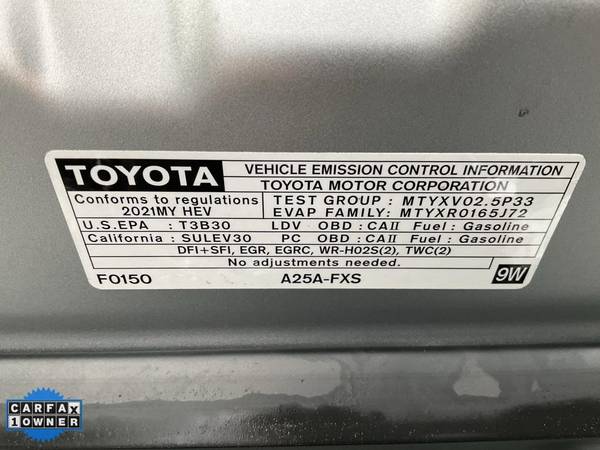 TOYOTA
VEHICLE EMISSION CONTROL INFORMATION
TOYOTA MOTOR CORPORATION
Conforms to regulations
2021MY HEV
TEST GROUP : MTYXV02.5P33
EVAP FAMILY: MTYXR0165J72
U.S.EPA : T3B30 LDV OBD : CAII Fuel : Gasoline
California : SULEV30 PC OBD : CAII Fuel : Gasoline
DFI+SFI, EGR, EGRC, WR-HO2S(2), TWC(2)
No adjustments needed.
F0150 A25A-FXS 9W
CARFAX
1 OWNER